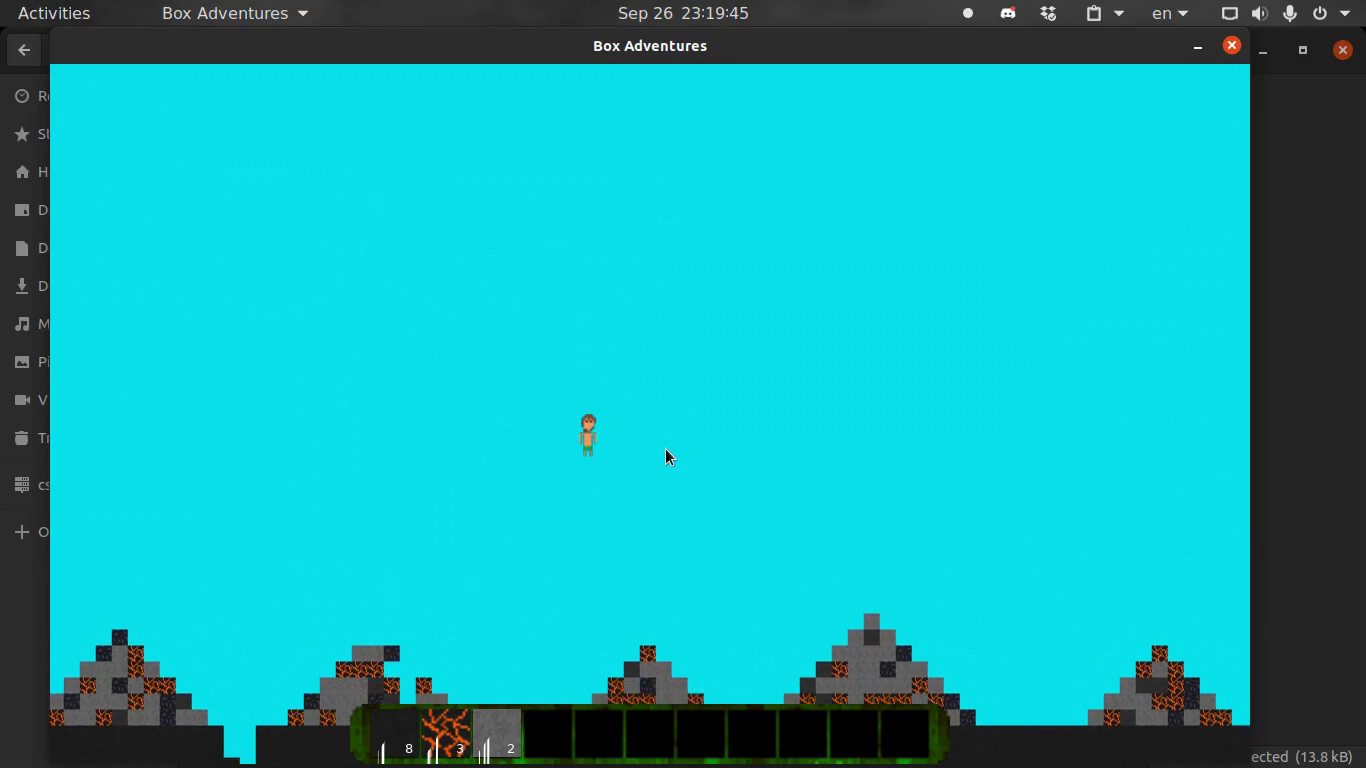 Activities Box Adventures Sep 26 23:19:45 en
Box Adventures
8 3 2
ected (13.8 kB)